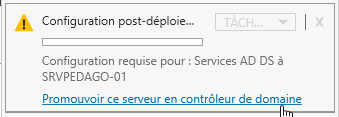 Configuration post-déploie...
TÂCH...
X
Configuration requise pour : Services AD DS à
SRVPEDAGO-01
Promouvoir ce serveur en contrôleur de domaine